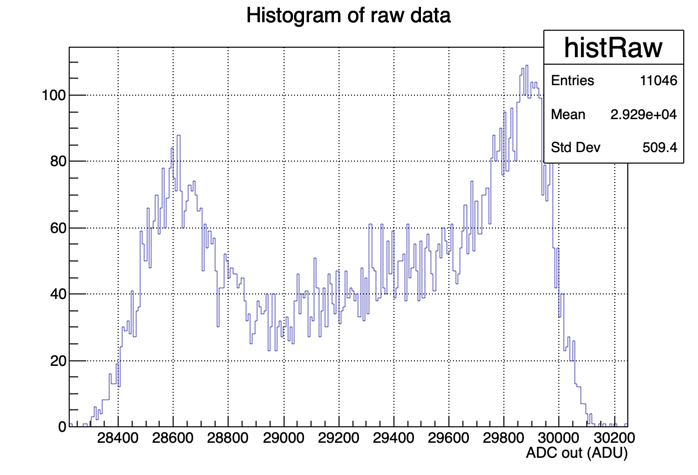 Histogram of raw data
histRaw
Entries 11046
Mean 2.929e+04
Std Dev 509.4
100
80
60
40
20
0
28400 28600 28800 29000 29200 29400 29600 29800 30000 30200
ADC out (ADU)